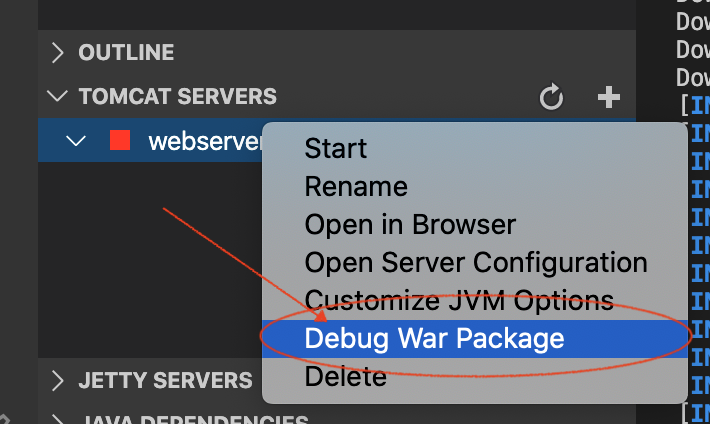 OUTLINE
TOMCAT SERVERS
webserver
Start
Rename
Open in Browser
Open Server Configuration
Customize JVM Options
Debug War Package
Delete
JETTY SERVERS
JAVA DEPENDENCIES
Dow
Dow
Dow
[IN
[IN
[IN
[IN
[IN
[IN
[IN
[IN
[IN
[IN
[IN
[IN